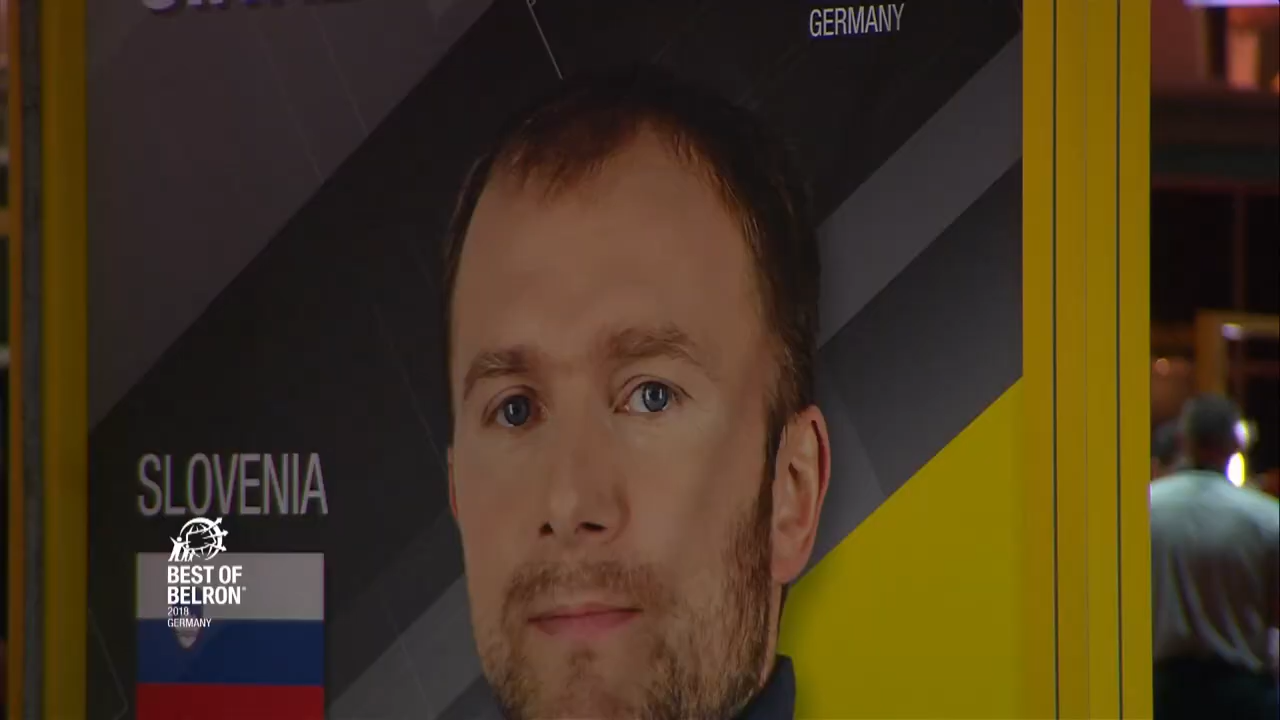 GERMANY
SLOVENIA
BEST OF
BELRON®
2018
GERMANY